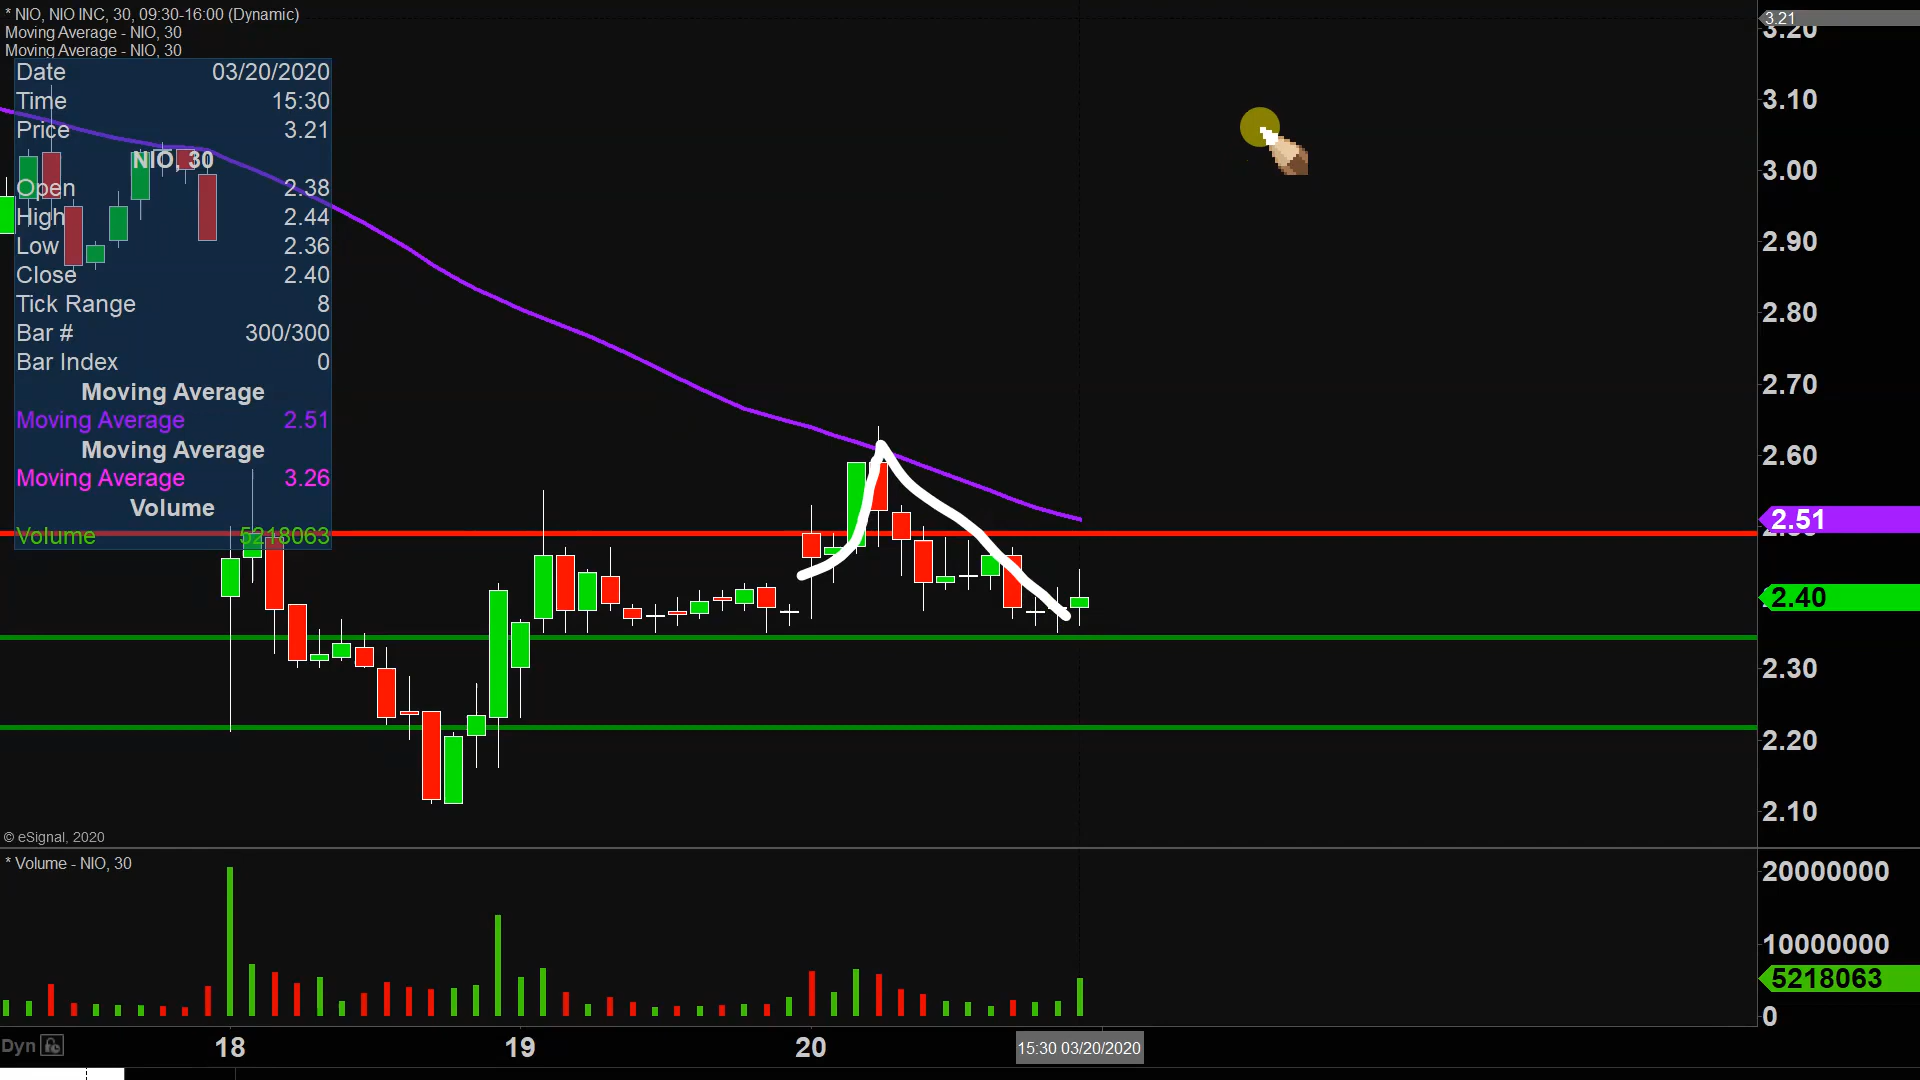 * NIO, NIO INC, 30, 09:30-16:00 (Dynamic)
Moving Average - NIO, 30
Moving Average - NIO, 30
Date 03/20/2020
Time 15:30
Price 3.21
NIO, 30
Open 2.38
High 2.44
Low 2.36
Close 2.40
Tick Range 8
Bar # 300/300
Bar Index 0
Moving Average
Moving Average 2.51
Moving Average
Moving Average 3.26
Volume
Volume 5218063
3.21
3.20
3.10
3.00
2.90
2.80
2.70
2.60
2.51
2.40
2.30
2.20
2.10
© eSignal, 2020
* Volume - NIO, 30
20000000
10000000
5218063
0
Dyn
18
19
20
15:30 03/20/2020